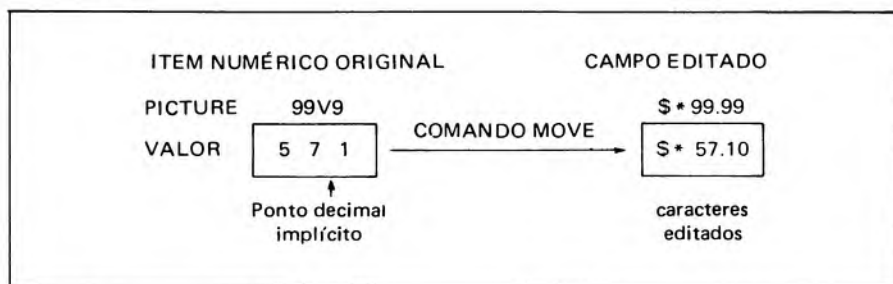 ITEM NUMÉRICO ORIGINAL CAMPO EDITADO
PICTURE 99V9 $ * 99.99
VALOR 5 7 1 COMANDO MOVE $ * 57.10
Ponto decimal caracteres
implícito editados